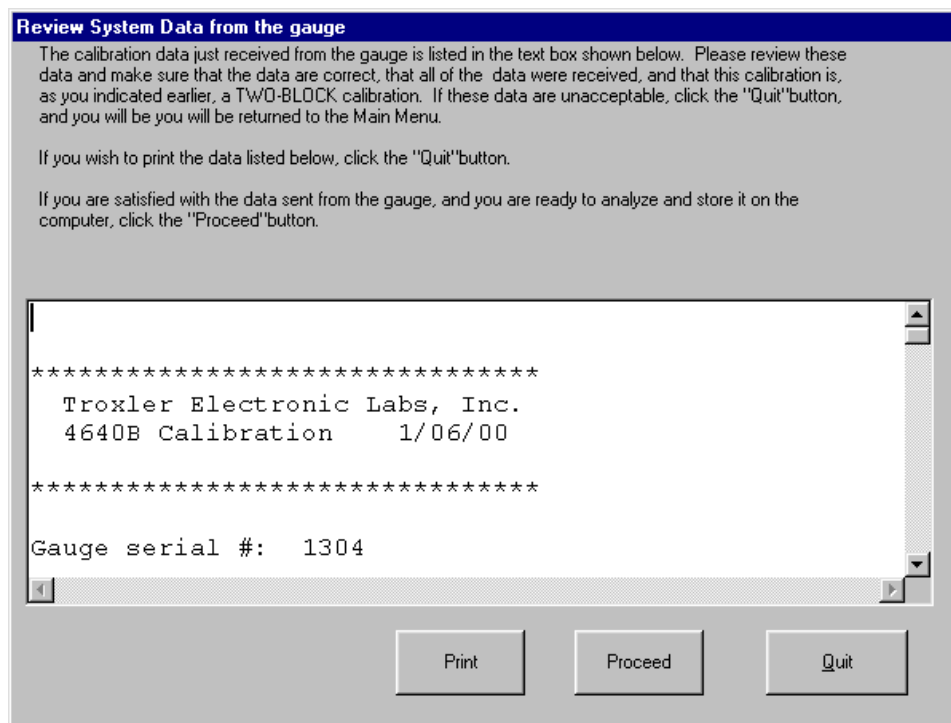 Review System Data from the gauge
The calibration data just received from the gauge is listed in the text box shown below. Please review these
data and make sure that the data are correct, that all of the data were received, and that this calibration is,
as you indicated earlier, a TWO-BLOCK calibration. If these data are unacceptable, click the "Quit"button,
and you will be you will be returned to the Main Menu.
If you wish to print the data listed below, click the "Quit"button.
If you are satisfied with the data sent from the gauge, and you are ready to analyze and store it on the
computer, click the "Proceed"button.
********************************
Troxler Electronic Labs, Inc.
4640B Calibration 1/06/00
********************************
Gauge serial #: 1304
Print Proceed Quit